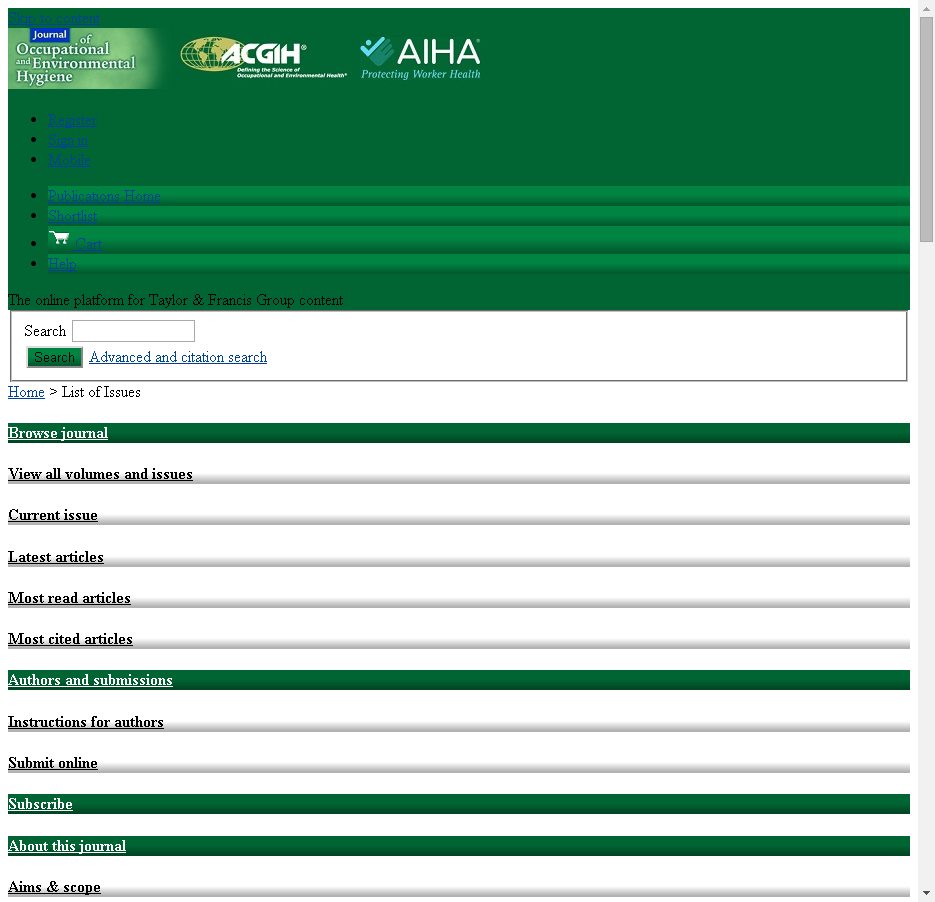 Skip to content
Journal of
Occupational
and Environmental
Hygiene
ACGIH®
Defining the Science of
Occupational and Environmental Health®
AIHA®
Protecting Worker Health
Register
Sign in
Mobile
Publications Home
Shortlist
Cart
Help
The online platform for Taylor & Francis Group content
Search
Search Advanced and citation search
Home > List of Issues
Browse journal
View all volumes and issues
Current issue
Latest articles
Most read articles
Most cited articles
Authors and submissions
Instructions for authors
Submit online
Subscribe
About this journal
Aims & scope